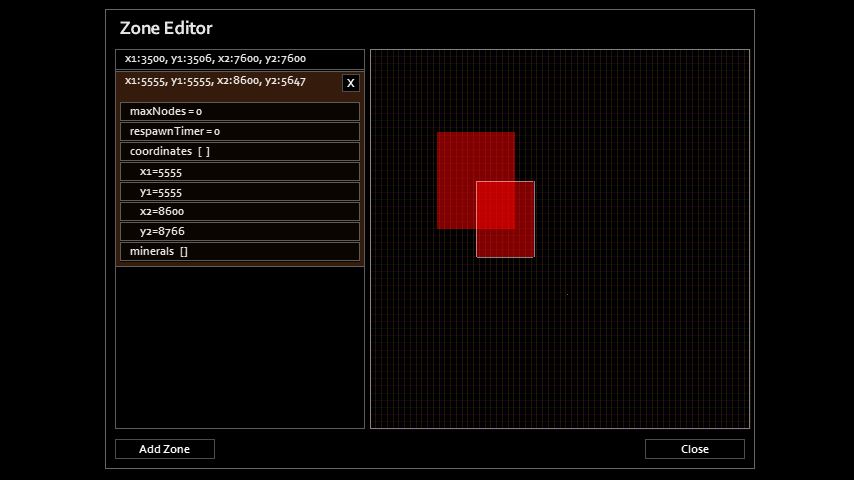 Zone Editor
x1:3500, y1:3506, x2:7600, y2:7600
x1:5555, y1:5555, x2:8600, y2:5647
X
maxNodes = 0
respawnTimer = 0
coordinates [ ]
x1=5555
y1=5555
x2=8600
y2=8766
minerals []
Add Zone
Close